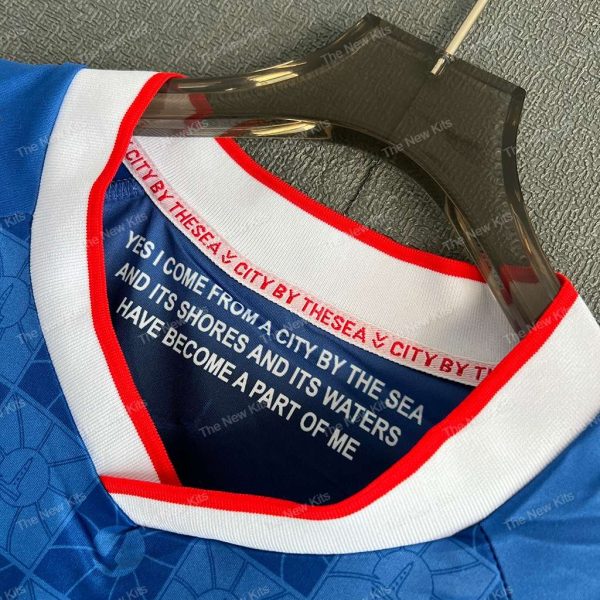 CITY BY THESEA CITY BY THESEA CITY BY T
YES I COME FROM A CITY BY THE SEA
AND ITS SHORES AND ITS WATERS
HAVE BECOME A PART OF ME
The New Kits